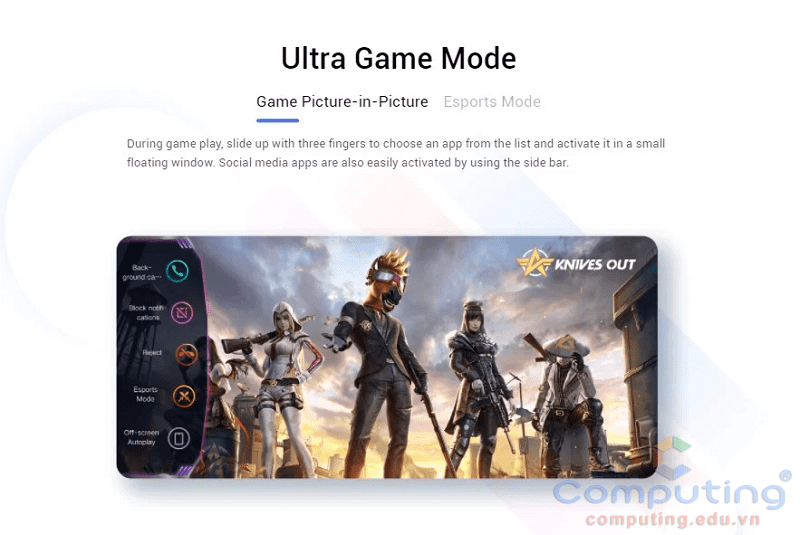 Ultra Game Mode
Game Picture-in-Picture Esports Mode
During game play, slide up with three fingers to choose an app from the list and activate it in a small
floating window. Social media apps are also easily activated by using the side bar.
KNIVES OUT
Back-
ground ca···
Block notifi
cations
Reject
Esports
Mode
Off-screen
Autoplay
Computing®
computing.edu.vn